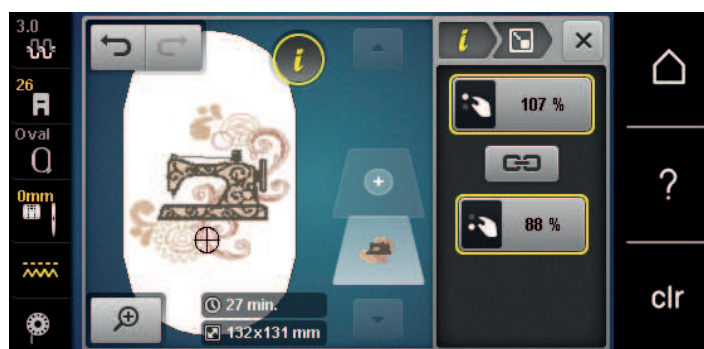 3.0
26
Oval
0mm
i
27 min.
132x131 mm
i
107 %
88 %
?
clr